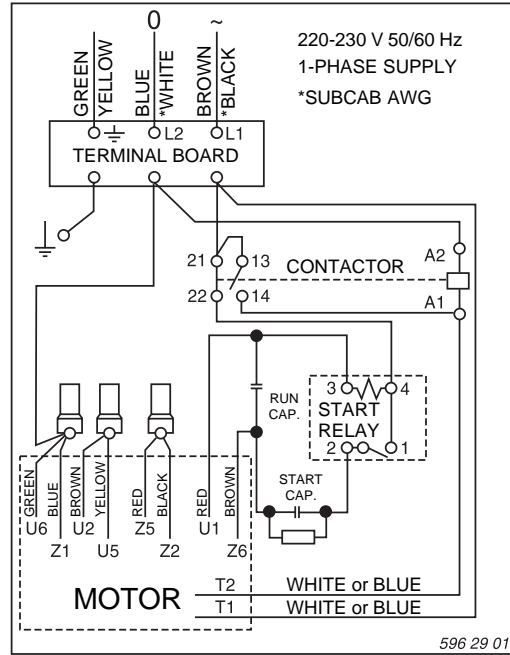 0 ~
GREEN
YELLOW
BLUE
*WHITE
BROWN
*BLACK
220-230 V 50/60 Hz
1-PHASE SUPPLY
*SUBCAB AWG
L2 L1
TERMINAL BOARD
21 13
CONTACTOR
A2
22 14
A1
RUN
CAP.
3 4
START
RELAY
2 1
START
CAP.
GREEN
BLUE
BROWN
YELLOW
RED
BLACK
RED
BROWN
U6 U2 Z5 U1
Z1 U5 Z2 Z6
MOTOR
T2 WHITE or BLUE
T1 WHITE or BLUE
596 29 01